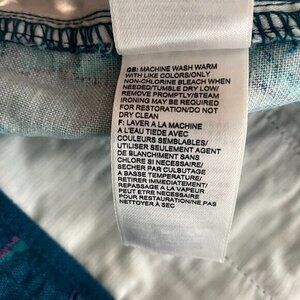 GB: MACHINE WASH WARM
WITH LIKE COLORS/ONLY
NON-CHLORINE BLEACH WHEN
NEEDED/TUMBLE DRY LOW/
REMOVE PROMPTLY/STEAM
IRONING MAY BE REQUIRED
FOR RESTORATION/DO NOT
DRY CLEAN
F: LAVER A LA MACHINE
A L'EAU TIEDE AVEC
COULEURS SEMBLABLES/
UTILISER SEULEMENT AGENT
DE BLANCHIMENT SANS
CHLORE SI NECESSAIRE/
SECHER PAR CULBUTAGE
A BASSE TEMPERATURE/
RETIRER IMMEDIATEMENT/
REPASSAGE A LA VAPEUR
PEUT ETRE NECESSAIRE
POUR RESTAURATION/NE PAS
NETTOYER A SEC